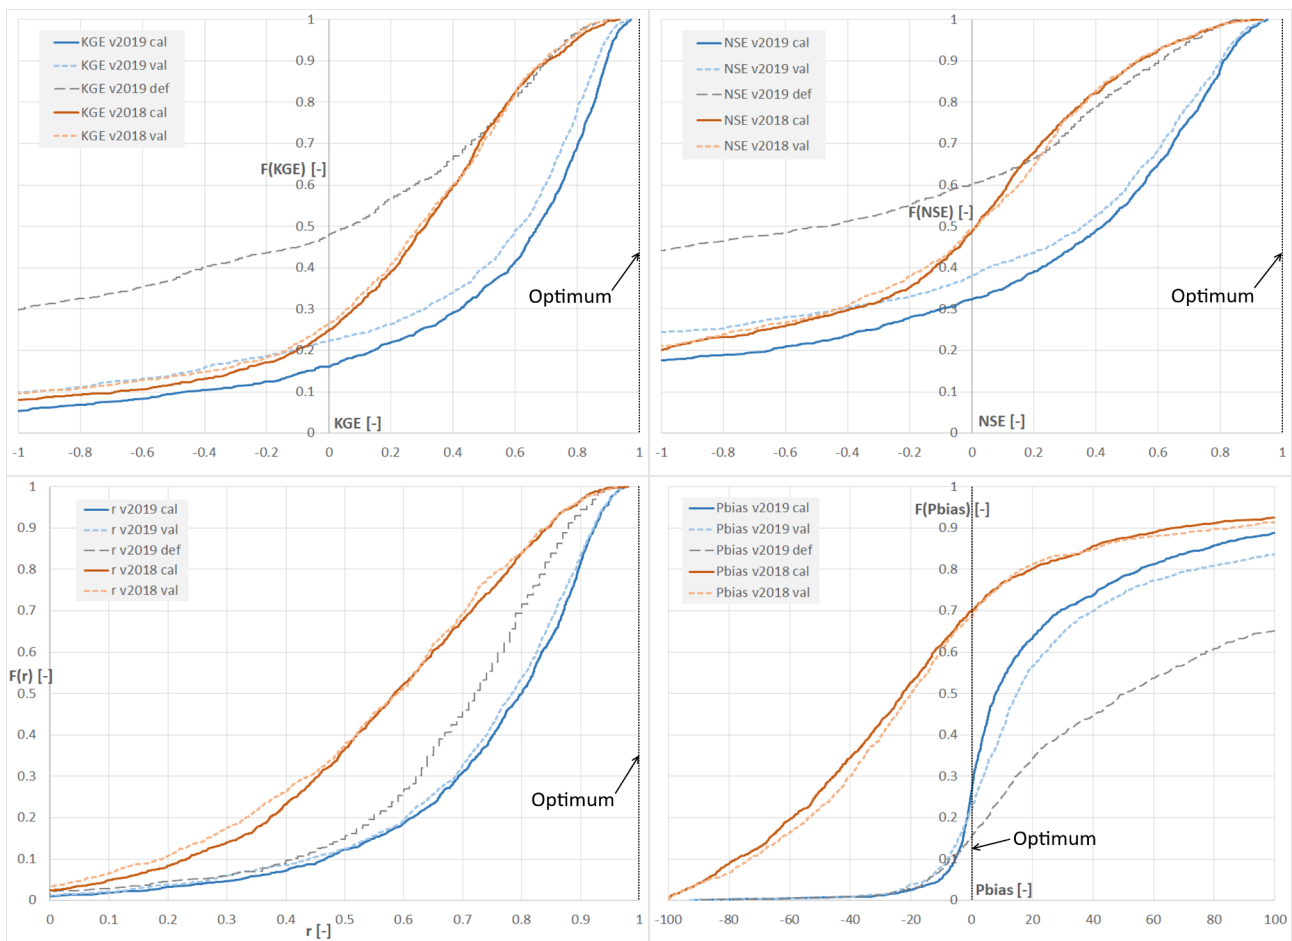 KGE v2019 cal
KGE v2019 val
KGE v2019 def
KGE v2018 cal
KGE v2018 val
F(KGE) [-]
1
0.9
0.8
0.7
0.6
0.5
0.4
0.3
0.2
0.1
0
Optimum
KGE [-]
-1 -0.8 -0.6 -0.4 -0.2 0 0.2 0.4 0.6 0.8 1
NSE v2019 cal
NSE v2019 val
NSE v2019 def
NSE v2018 cal
NSE v2018 val
F(NSE) [-]
1
0.9
0.8
0.7
0.6
0.5
0.4
0.3
0.2
0.1
0
Optimum
NSE [-]
-1 -0.8 -0.6 -0.4 -0.2 0 0.2 0.4 0.6 0.8 1
r v2019 cal
r v2019 val
r v2019 def
r v2018 cal
r v2018 val
F(r) [-]
1
0.9
0.8
0.7
0.6
0.5
0.4
0.3
0.2
0.1
0
Optimum
0 0.1 0.2 0.3 0.4 0.5 0.6 0.7 0.8 0.9 1
r [-]
Pbias v2019 cal
Pbias v2019 val
Pbias v2019 def
Pbias v2018 cal
Pbias v2018 val
F(Pbias) [-]
1
0.9
0.8
0.7
0.6
0.5
0.4
0.3
0.2
0.1
0
Optimum
Pbias [-]
-100 -80 -60 -40 -20 0 20 40 60 80 100